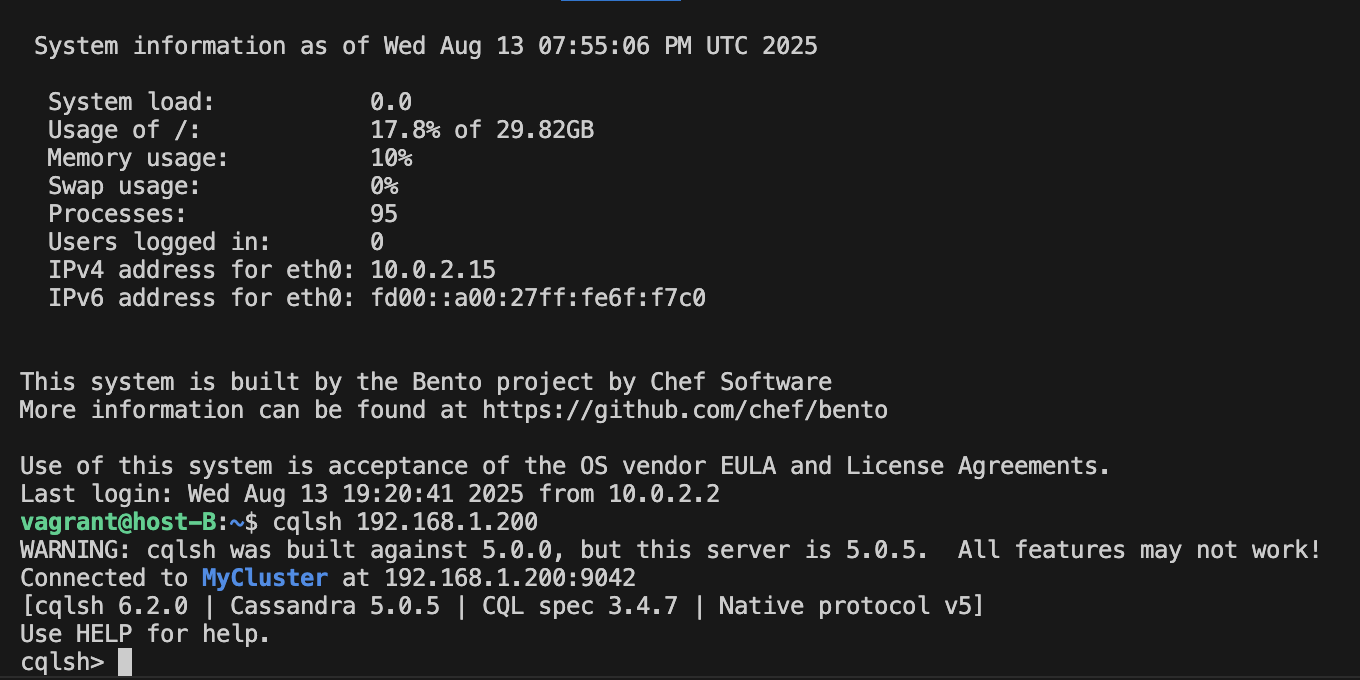 System information as of Wed Aug 13 07:55:06 PM UTC 2025
System load: 0.0
Usage of /: 17.8% of 29.82GB
Memory usage: 10%
Swap usage: 0%
Processes: 95
Users logged in: 0
IPv4 address for eth0: 10.0.2.15
IPv6 address for eth0: fd00::a00:27ff:fe6f:f7c0
This system is built by the Bento project by Chef Software
More information can be found at https://github.com/chef/bento
Use of this system is acceptance of the OS vendor EULA and License Agreements.
Last login: Wed Aug 13 19:20:41 2025 from 10.0.2.2
vagrant@host-B:~$ cqlsh 192.168.1.200
WARNING: cqlsh was built against 5.0.0, but this server is 5.0.5.  All features may not work!
Connected to MyCluster at 192.168.1.200:9042
[cqlsh 6.2.0 | Cassandra 5.0.5 | CQL spec 3.4.7 | Native protocol v5]
Use HELP for help.
cqlsh>